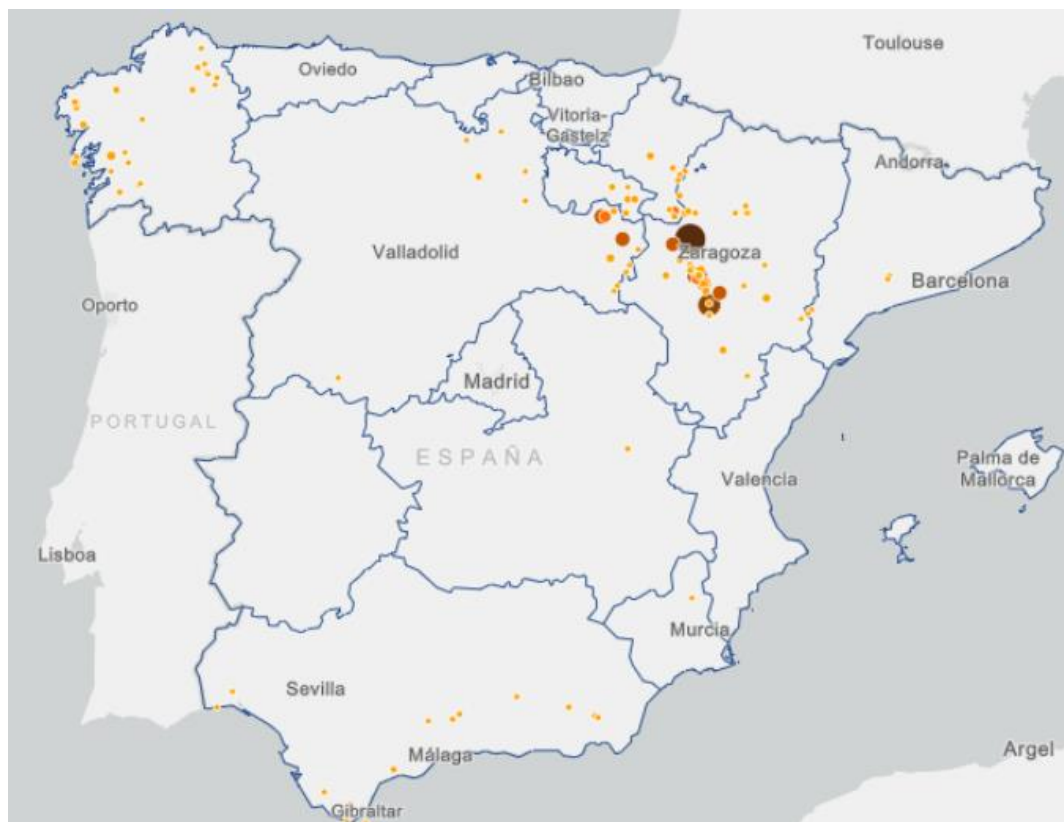 Toulouse
Oviedo
Bilbao
Vitoria-
Gasteiz
Andorra
Valladolid
Zaragoza
Barcelona
Oporto
Madrid
PORTUGAL
ESPAÑA
Valencia
Palma de
Mallorca
Lisboa
Murcia
Sevilla
Málaga
Argel
Gibraltar